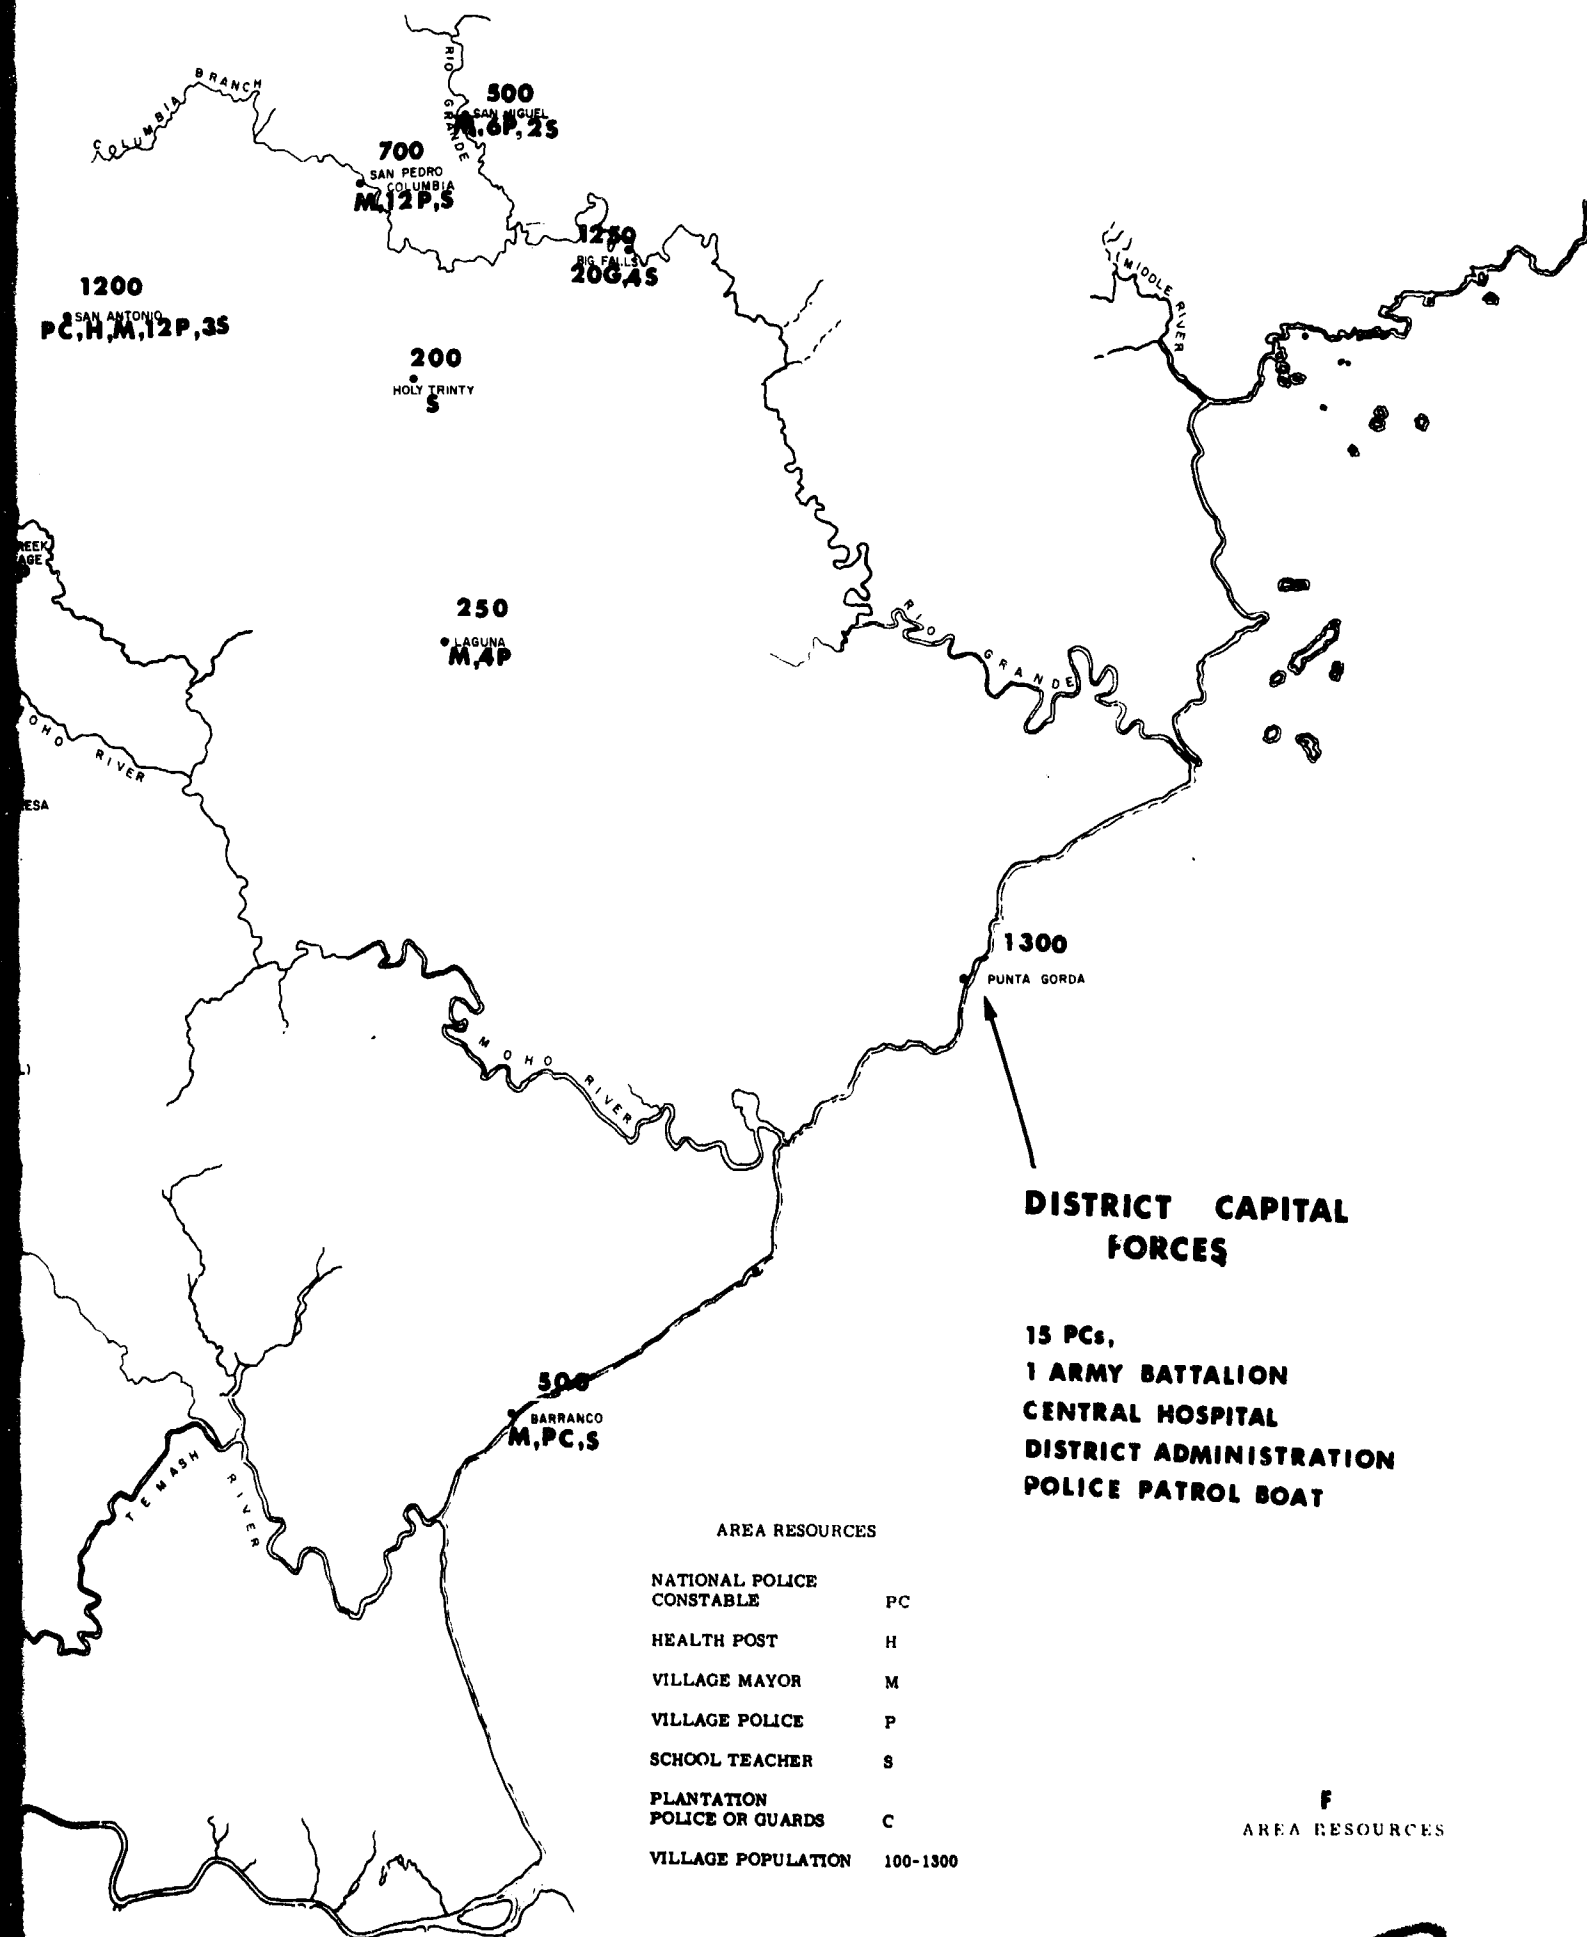 COLUMBIA BRANCH
RIO GRANDE
500
SAN MIGUEL
M,6P,2S
700
SAN PEDRO
COLUMBIA
M,12P,S
1250
BIG FALLS
20G,4S
1200
SAN ANTONIO
PC,H,M,12P,3S
200
HOLY TRINTY
S
MIDDLE RIVER
REEK
AGE
250
LAGUNA
M,4P
RIO GRANDE
OHO RIVER
ESA
1300
PUNTA GORDA
MOHO RIVER
DISTRICT CAPITAL
FORCES
15 PCs,
1 ARMY BATTALION
CENTRAL HOSPITAL
DISTRICT ADMINISTRATION
POLICE PATROL BOAT
500
BARRANCO
M,PC,S
TEMASH RIVER
AREA RESOURCES
NATIONAL POLICE
CONSTABLE PC
HEALTH POST H
VILLAGE MAYOR M
VILLAGE POLICE P
SCHOOL TEACHER S
PLANTATION
POLICE OR GUARDS C
VILLAGE POPULATION 100-1300
F
AREA RESOURCES